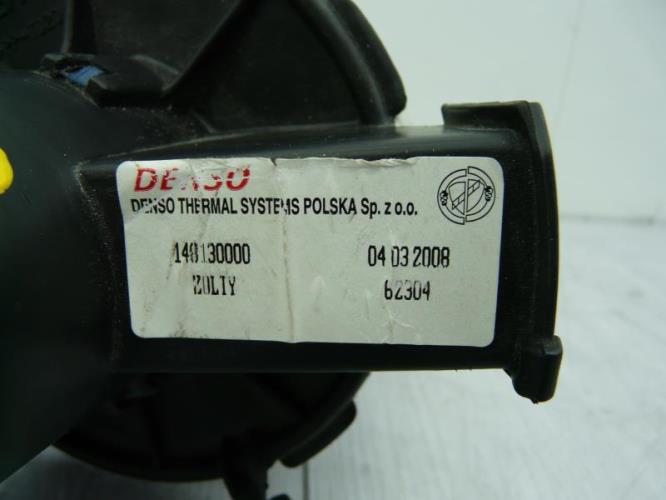 DENSO
DENSO THERMAL SYSTEMS POLSKA Sp. z o.o.
140130000 04 03 2008
ZOLTY 62304